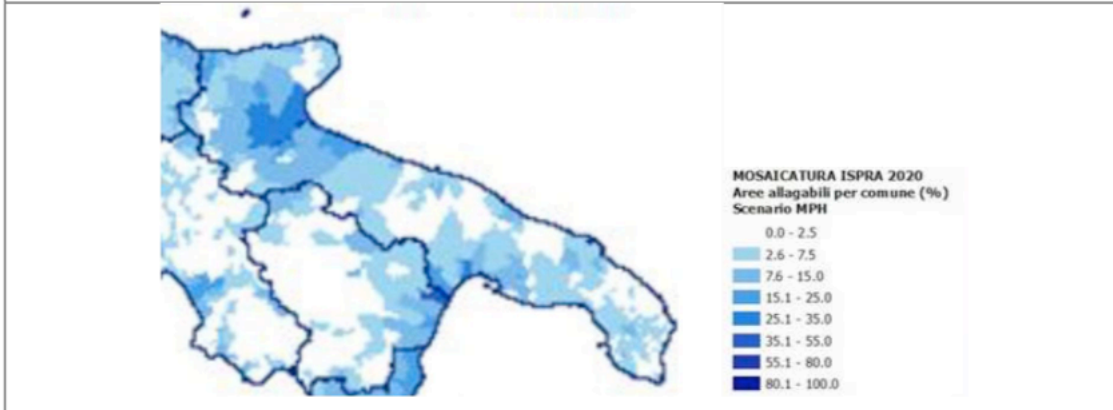 MOSAICATURA ISPRA 2020
Aree allagabili per comune (%)
Scenario MPH
0.0 - 2.5
2.6 - 7.5
7.6 - 15.0
15.1 - 25.0
25.1 - 35.0
35.1 - 55.0
55.1 - 80.0
80.1 - 100.0